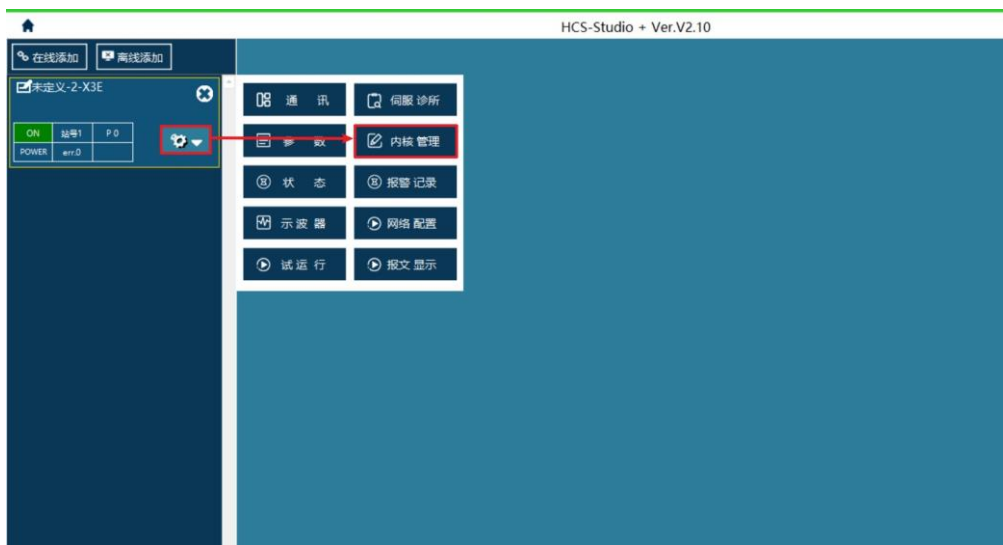 HCS-Studio + Ver.V2.10
在线添加 离线添加
未定义-2-X3E
ON 站号1 P 0
POWER err.0
通 讯 伺服 诊所
参 数 内核 管理
状 态 报警 记录
示 波 器 网络 配置
试 运 行 报文 显示